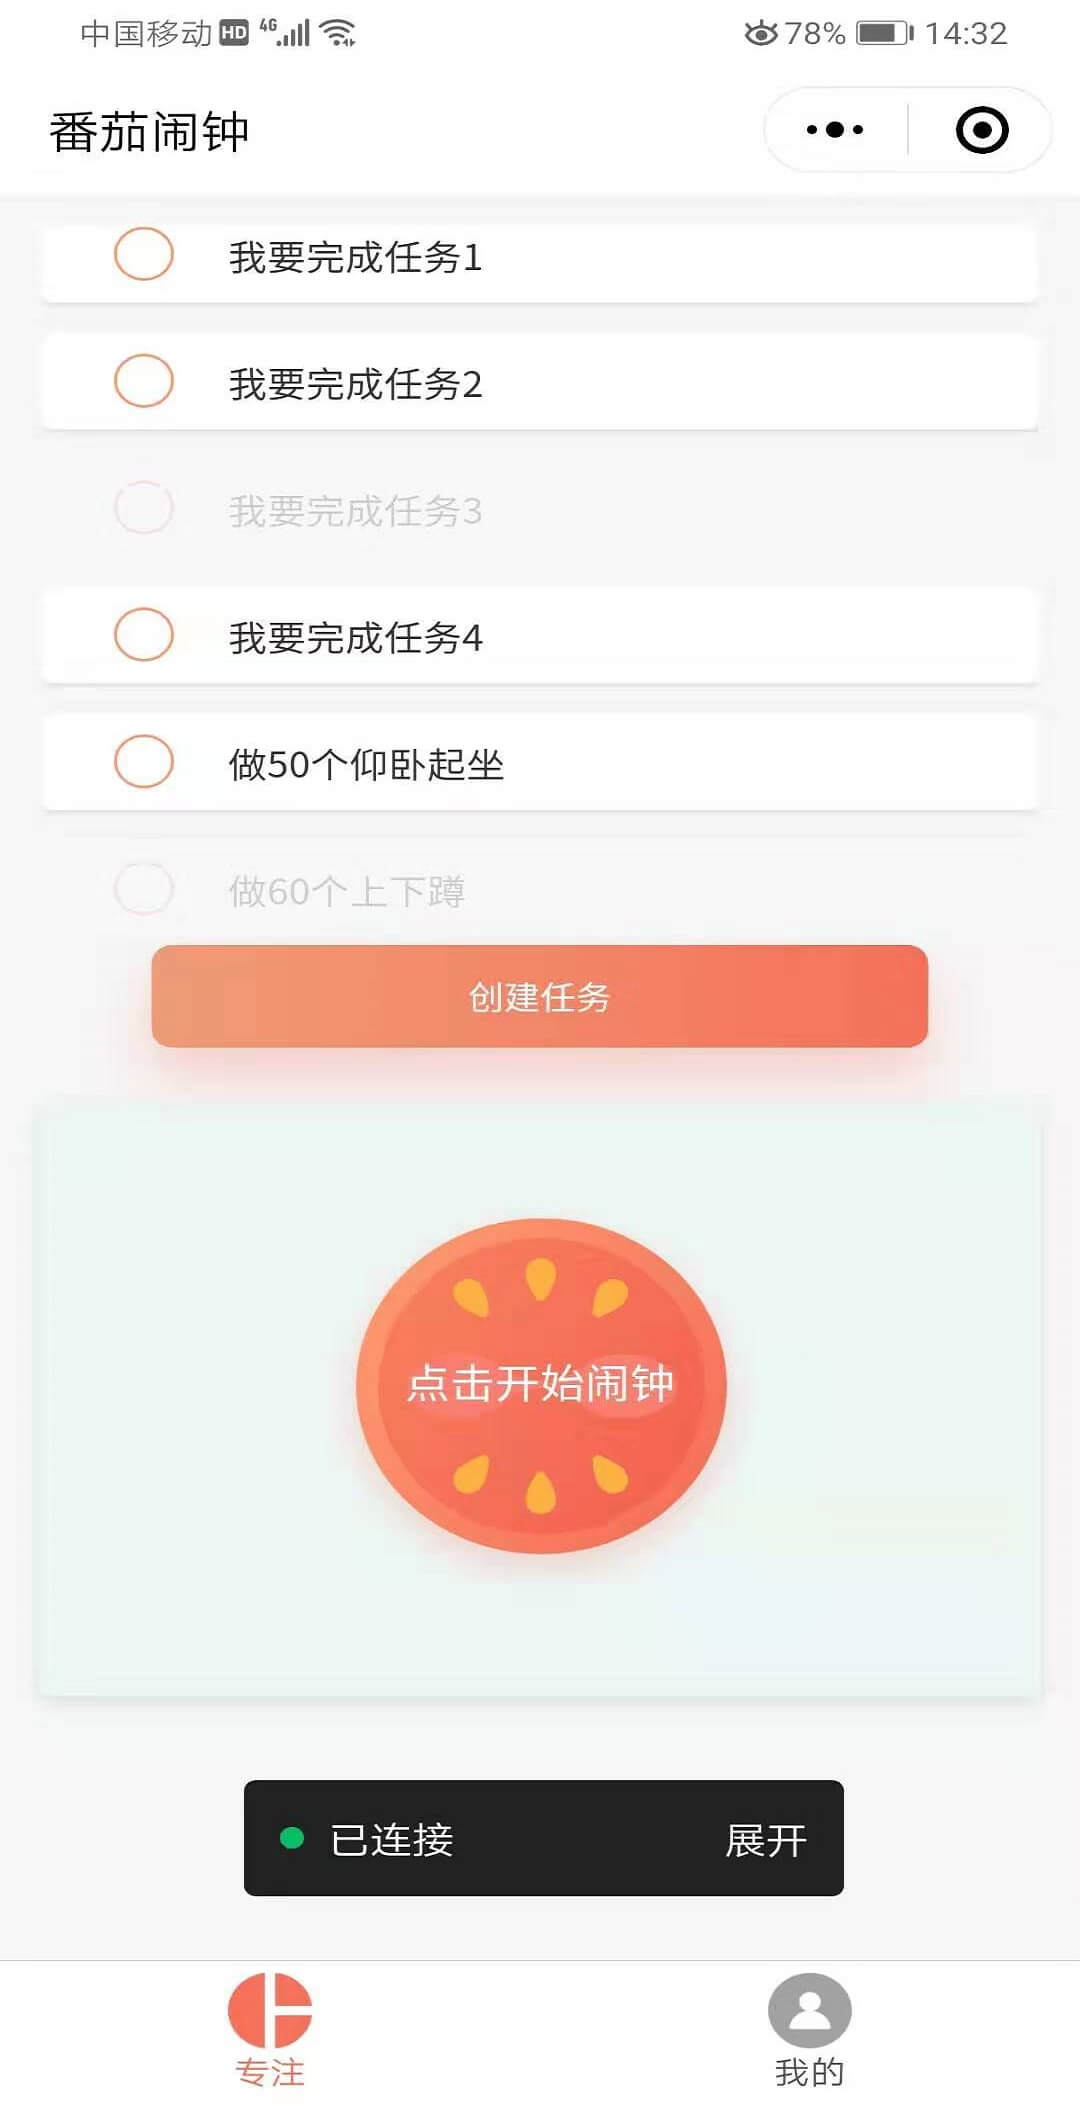 中国移动 HD 4G 78% 14:32
番茄闹钟
我要完成任务1
我要完成任务2
我要完成任务3
我要完成任务4
做50个仰卧起坐
做60个上下蹲
创建任务
点击开始闹钟
已连接 展开
专注 我的